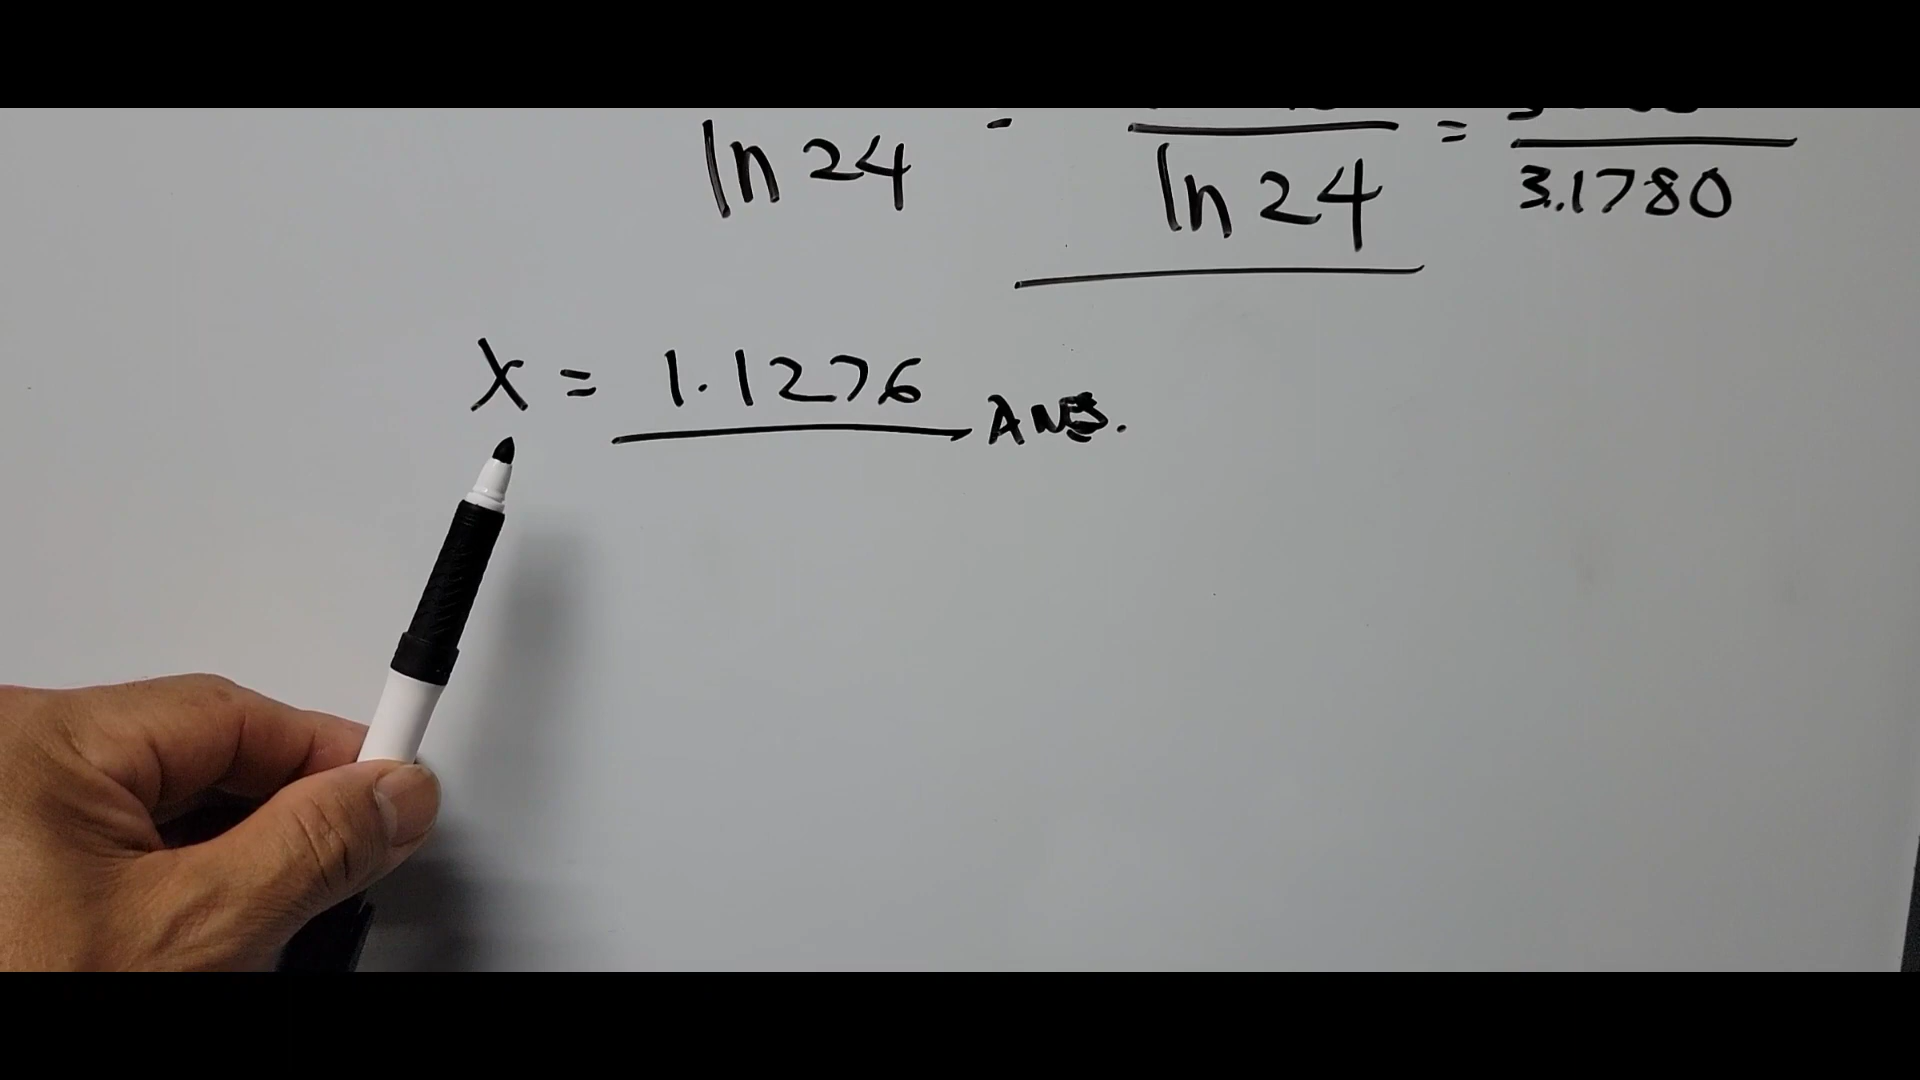 ln 24 = ln 24 = 3.1780
x = 1.1276 Ans.